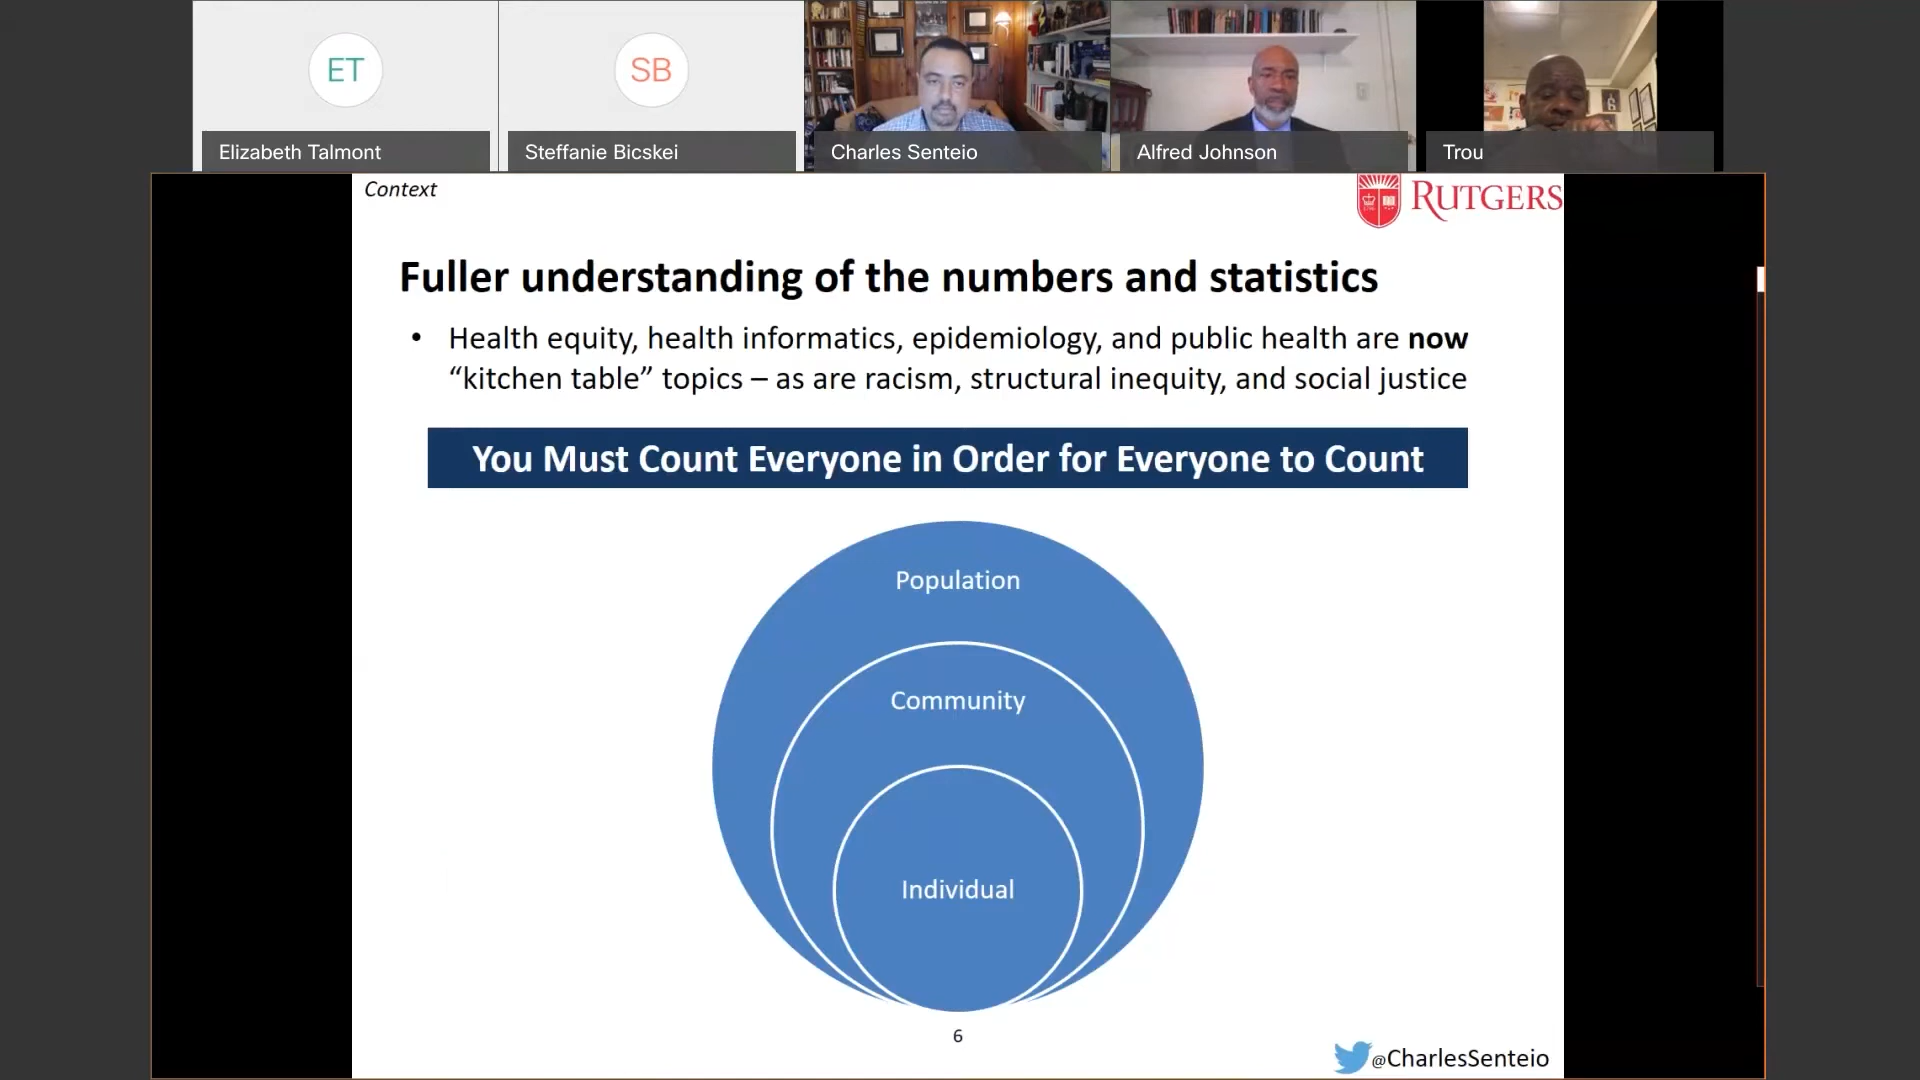 ET
SB
Elizabeth Talmont
Steffanie Bicskei
Charles Senteio
Alfred Johnson
Trou
Context
RUTGERS
Fuller understanding of the numbers and statistics
• Health equity, health informatics, epidemiology, and public health are now
“kitchen table” topics – as are racism, structural inequity, and social justice
You Must Count Everyone in Order for Everyone to Count
Population
Community
Individual
6
@CharlesSenteio